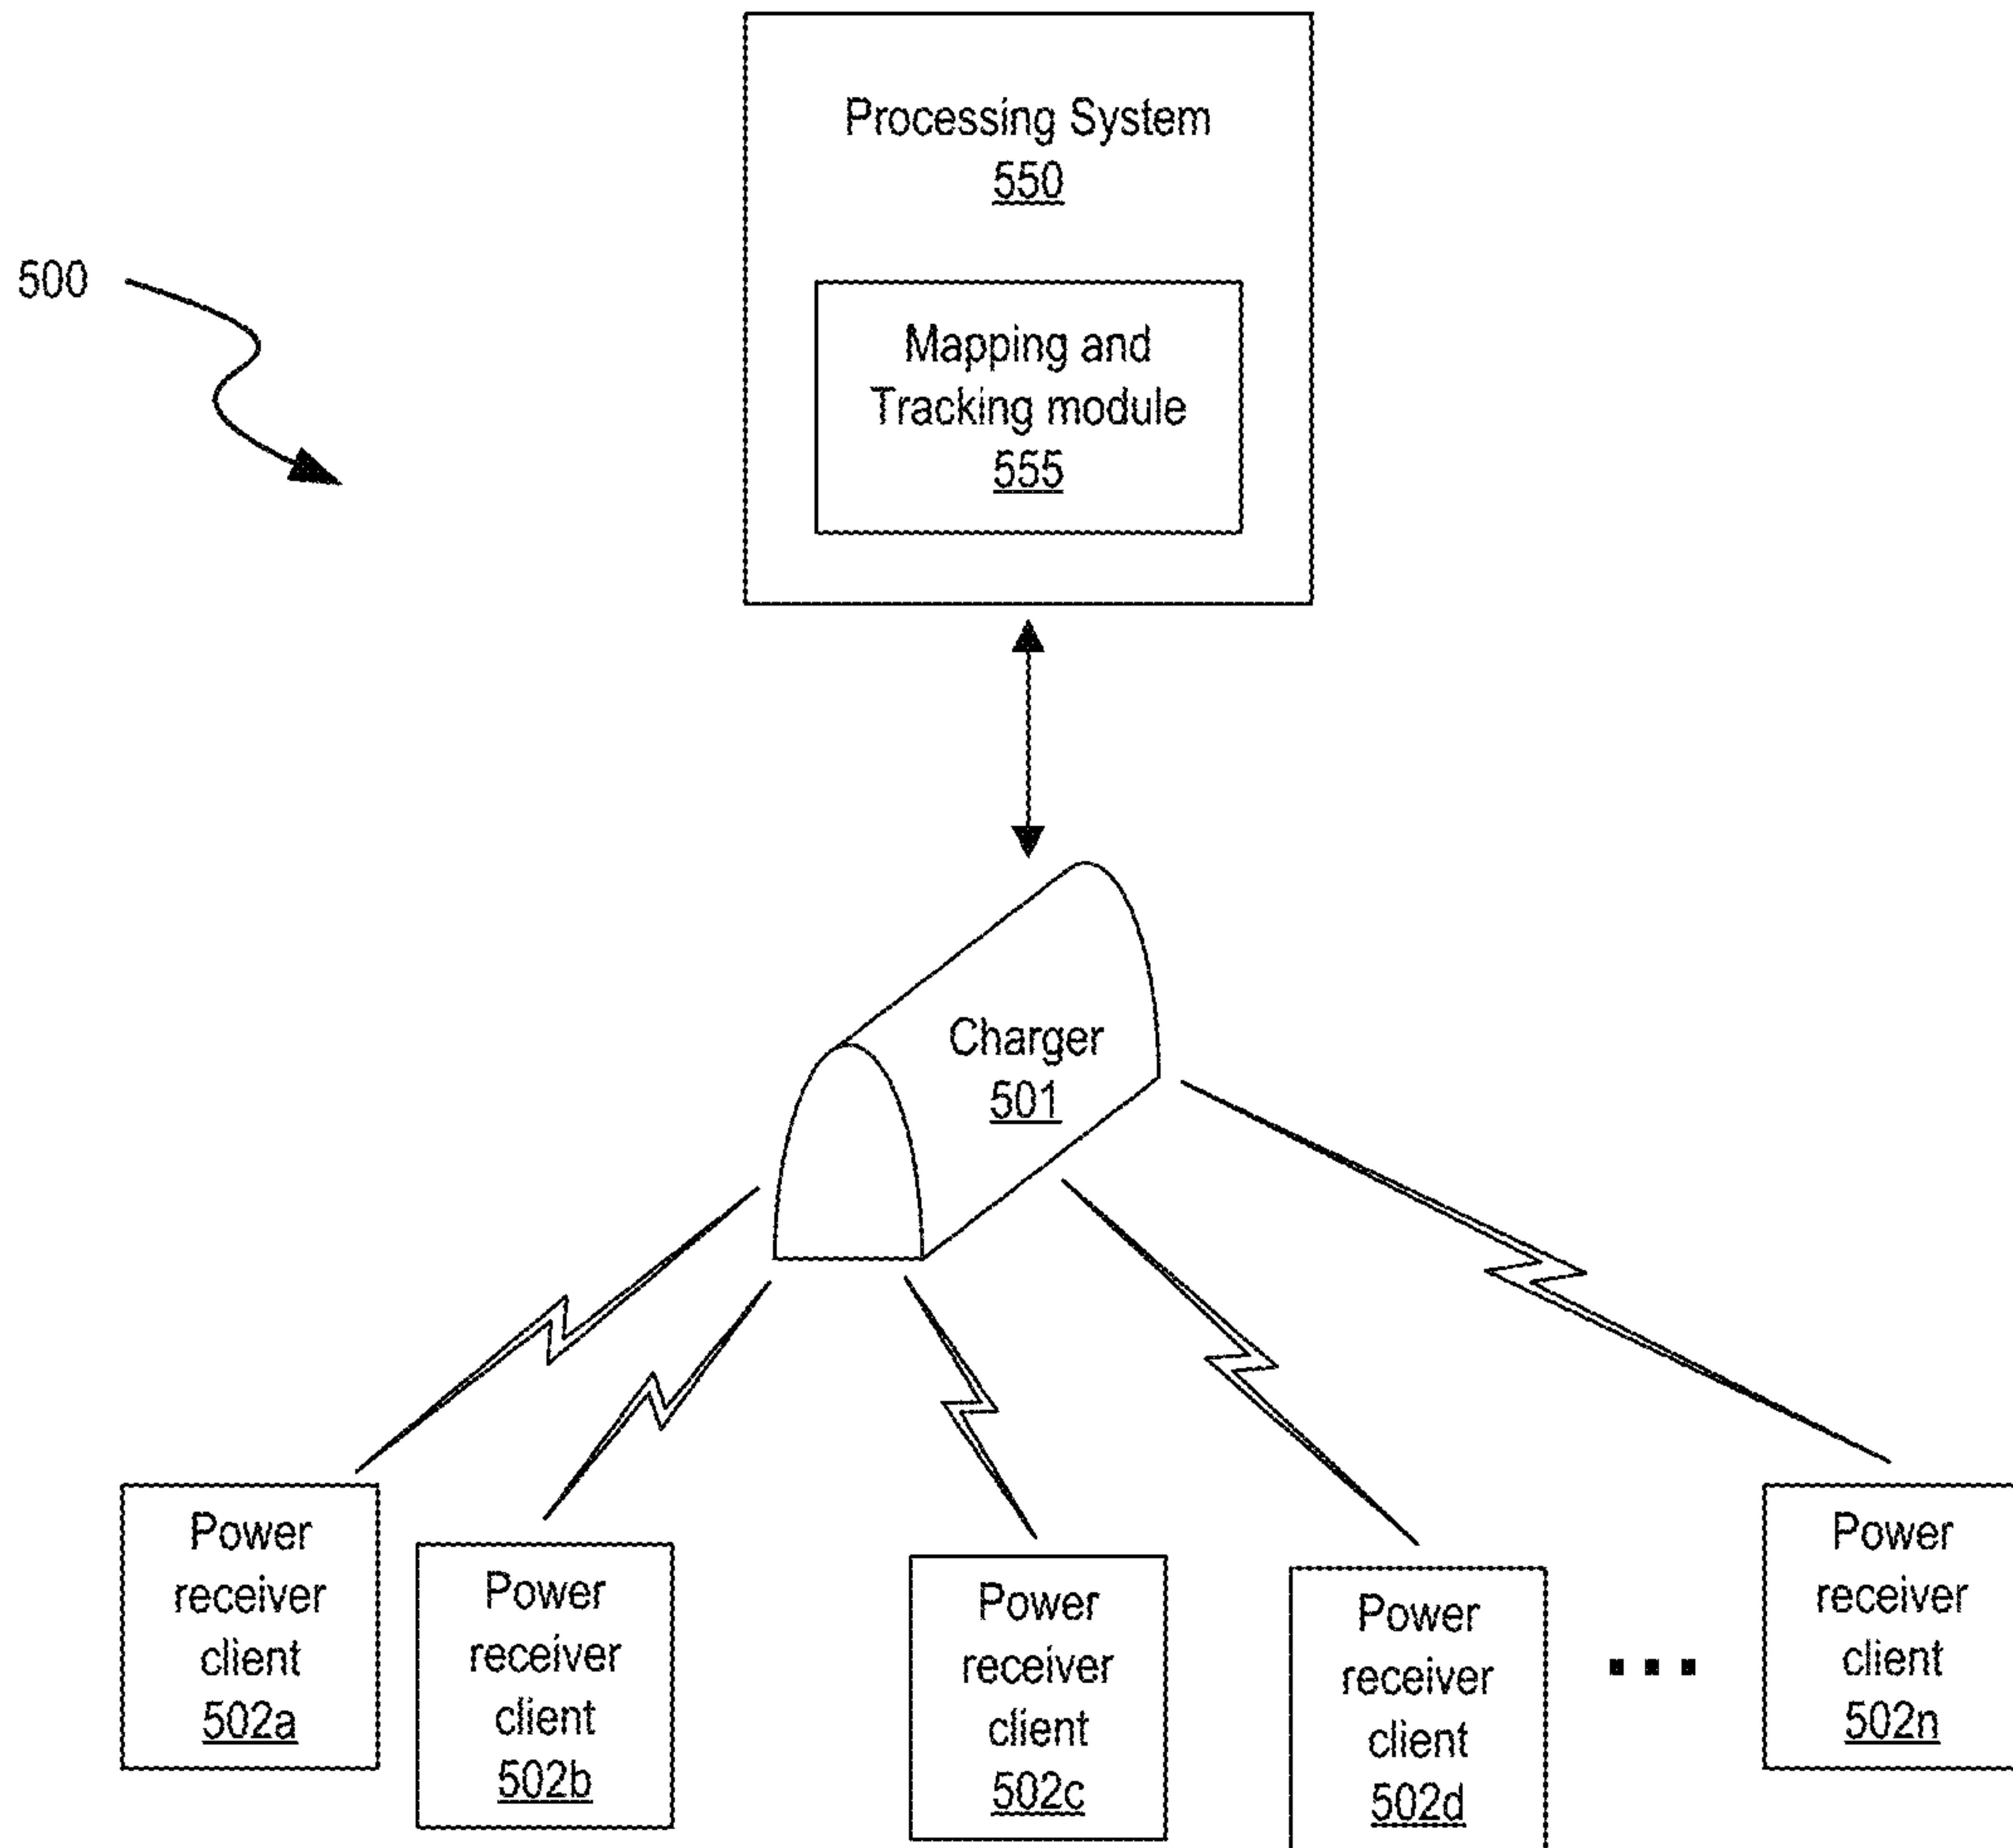 Processing System
550
500
Mapping and
Tracking module
555
Charger
501
Power
receiver
client
502a
Power
receiver
client
502b
Power
receiver
client
502c
Power
receiver
client
502d
...
Power
receiver
client
502n